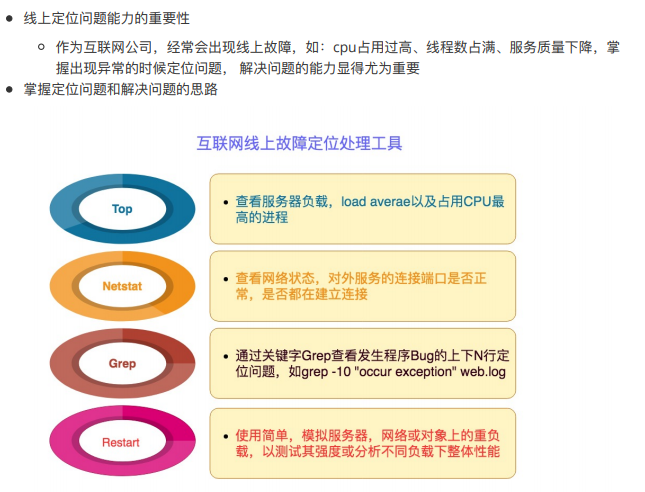 线上定位问题能力的重要性
作为互联网公司，经常会出现线上故障，如：cpu占用过高、线程数占满、服务质量下降，掌
握出现异常的时候定位问题， 解决问题的能力显得尤为重要
掌握定位问题和解决问题的思路
互联网线上故障定位处理工具
Top
查看服务器负载，load averae以及占用CPU最
高的进程
Netstat
查看网络状态，对外服务的连接端口是否正
常，是否都在建立连接
Grep
通过关键字Grep查看发生程序Bug的上下N行定
位问题，如grep -10 "occur exception" web.log
Restart
使用简单，模拟服务器，网络或对象上的重负
载，以测试其强度或分析不同负载下整体性能